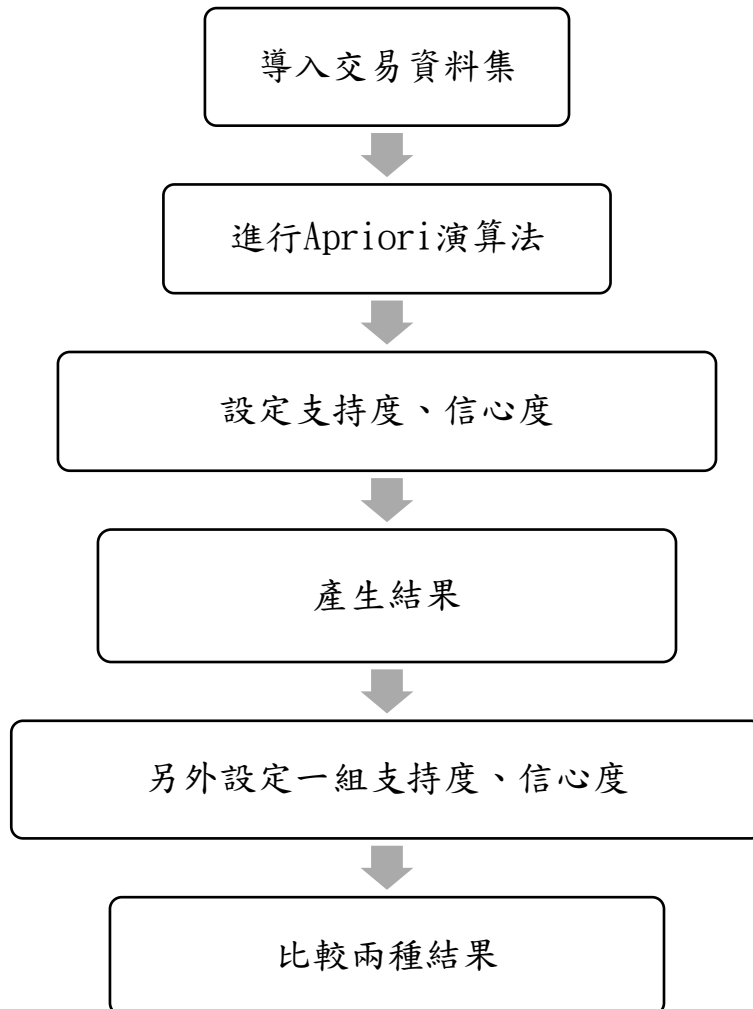 導入交易資料集
進行Apriori演算法
設定支持度、信心度
產生結果
另外設定一組支持度、信心度
比較兩種結果